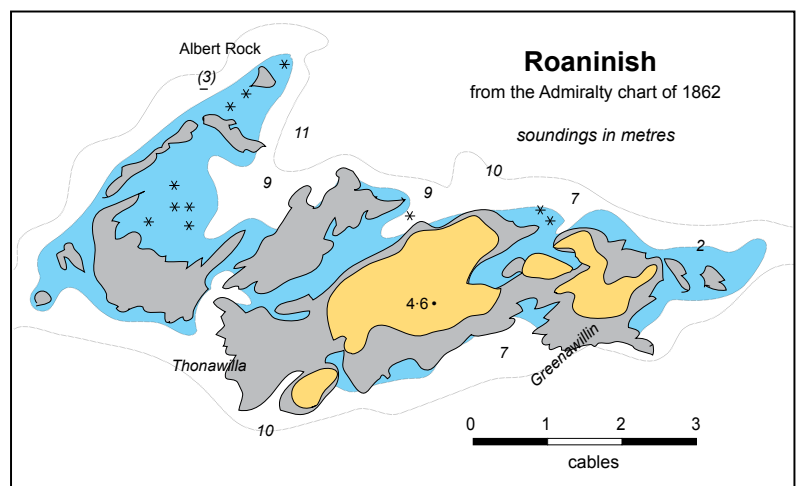 Roaninish
from the Admiralty chart of 1862
soundings in metres
Albert Rock
(3)
11
9
9
10
7
2
4·6
7
Thonawilla
Greenawillin
10
0 1 2 3
cables